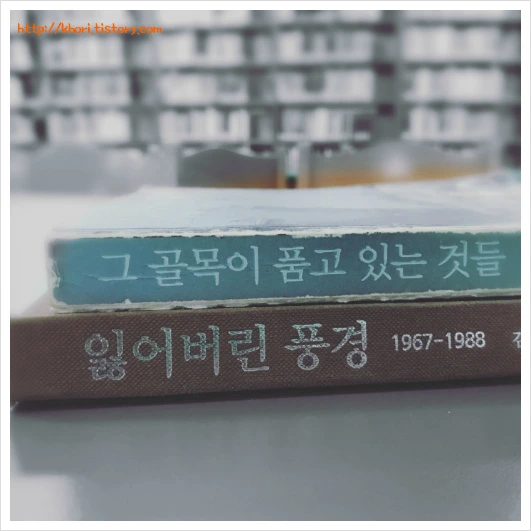 http://khori.tistory.com
그 골목이 품고 있는 것들
잃어버린 풍경 1967-1988